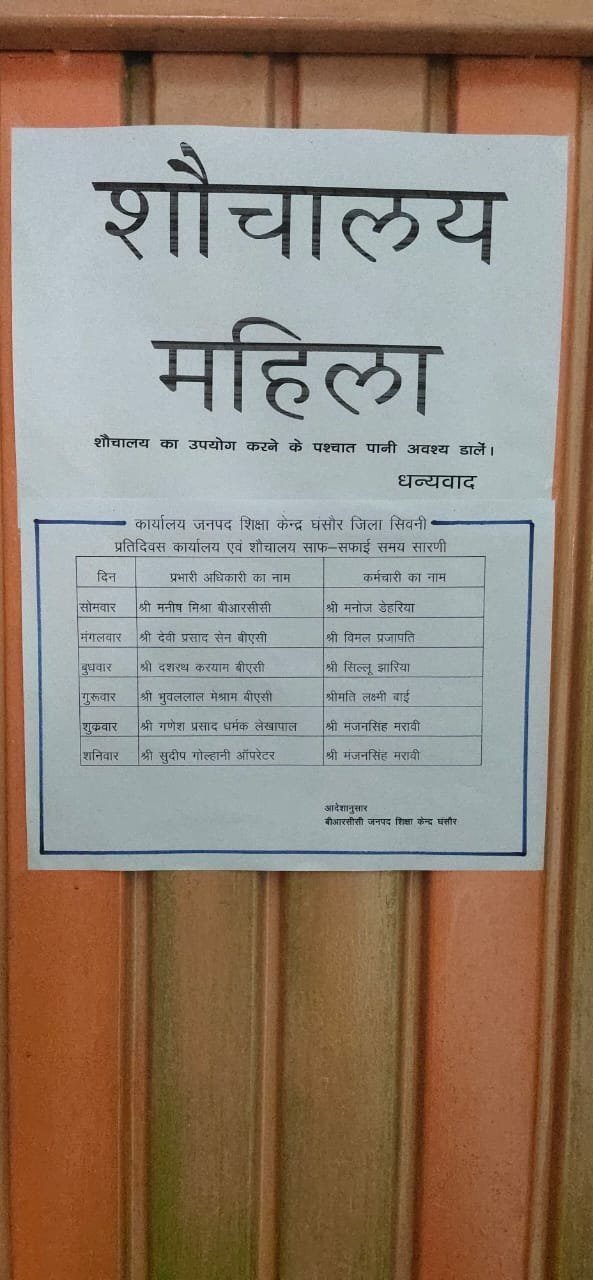 शौचालय
महिला
शौचालय का उपयोग करने के पश्चात पानी अवश्य डालें।
धन्यवाद
कार्यालय जनपद शिक्षा केन्द्र घंसौर जिला सिवनी
प्रतिदिवस कार्यालय एवं शौचालय साफ–सफाई समय सारणी
दिन प्रभारी अधिकारी का नाम कर्मचारी का नाम
सोमवार श्री मनीष मिश्रा बीआरसीसी श्री मनोज डेहरिया
मंगलवार श्री देवी प्रसाद सेन बीएसी श्री विमल प्रजापति
बुधवार श्री दशरथ करयाम बीएसी श्री सिल्लू झारिया
गुरूवार श्री भुवललाल मेश्राम बीएसी श्रीमति लक्ष्मी बाई
शुक्रवार श्री गणेश प्रसाद धर्मक लेखापाल श्री मंजनसिंह मरावी
शनिवार श्री सुदीप गोल्हानी ऑपरेटर श्री मंजनसिंह मरावी
आदेशानुसार
बीआरसीसी जनपद शिक्षा केन्द्र घंसौर